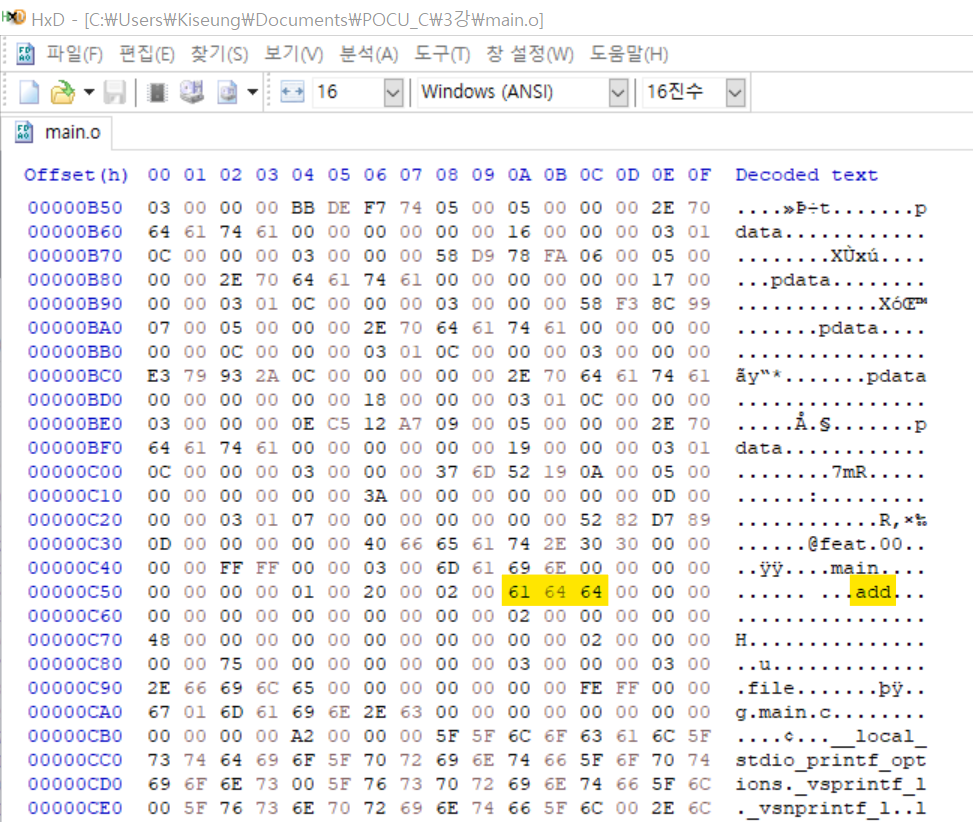 HxD - [C:₩Users₩Kiseung₩Documents₩POCU_C₩3강₩main.o]
파일(F) 편집(E) 찾기(S) 보기(V) 분석(A) 도구(T) 창 설정(W) 도움말(H)
16 Windows (ANSI) 16진수
main.o
Offset(h) 00 01 02 03 04 05 06 07 08 09 0A 0B 0C 0D 0E 0F Decoded text
00000B50 03 00 00 00 BB DE F7 74 05 00 05 00 00 00 2E 70 ....»Þ÷t.......p
00000B60 64 61 74 61 00 00 00 00 00 00 16 00 00 00 03 01 data............
00000B70 0C 00 00 00 03 00 00 00 58 D9 78 FA 06 00 05 00 ........XÙxú....
00000B80 00 00 2E 70 64 61 74 61 00 00 00 00 00 00 17 00 ...pdata........
00000B90 00 00 03 01 0C 00 00 00 03 00 00 00 58 F3 8C 99 ............XóŒ™
00000BA0 07 00 05 00 00 00 2E 70 64 61 74 61 00 00 00 00 .......pdata....
00000BB0 00 00 0C 00 00 00 03 01 0C 00 00 00 03 00 00 00 ................
00000BC0 E3 79 93 2A 0C 00 00 00 00 00 2E 70 64 61 74 61 ãy“*.......pdata
00000BD0 00 00 00 00 00 00 18 00 00 00 03 01 0C 00 00 00 ................
00000BE0 03 00 00 00 0E C5 12 A7 09 00 05 00 00 00 2E 70 .....Å.§.......p
00000BF0 64 61 74 61 00 00 00 00 00 00 19 00 00 00 03 01 data............
00000C00 0C 00 00 00 03 00 00 00 37 6D 52 19 0A 00 05 00 ........7mR.....
00000C10 00 00 00 00 00 00 3A 00 00 00 00 00 00 00 0D 00 ......:.........
00000C20 00 00 03 01 07 00 00 00 00 00 00 00 52 82 D7 89 ............R‚×‰
00000C30 0D 00 00 00 00 00 40 66 65 61 74 2E 30 30 00 00 ......@feat.00..
00000C40 00 00 FF FF 00 00 03 00 6D 61 69 6E 00 00 00 00 ..ÿÿ....main....
00000C50 00 00 00 00 01 00 20 00 02 00 61 64 64 00 00 00 ...... ...add...
00000C60 00 00 00 00 00 00 00 00 00 00 02 00 00 00 00 00 ................
00000C70 48 00 00 00 00 00 00 00 00 00 00 00 02 00 00 00 H...............
00000C80 00 00 75 00 00 00 00 00 00 00 03 00 00 00 03 00 ..u.............
00000C90 2E 66 69 6C 65 00 00 00 00 00 00 00 FE FF 00 00 .file.......þÿ..
00000CA0 67 01 6D 61 69 6E 2E 63 00 00 00 00 00 00 00 00 g.main.c........
00000CB0 00 00 00 00 A2 00 00 00 5F 5F 6C 6F 63 61 6C 5F ....¢...__local_
00000CC0 73 74 64 69 6F 5F 70 72 69 6E 74 66 5F 6F 70 74 stdio_printf_opt
00000CD0 69 6F 6E 73 00 5F 76 73 70 72 69 6E 74 66 5F 6C ions._vsprintf_l
00000CE0 00 5F 76 73 6E 70 72 69 6E 74 66 5F 6C 00 2E 6C ._vsnprintf_l..l